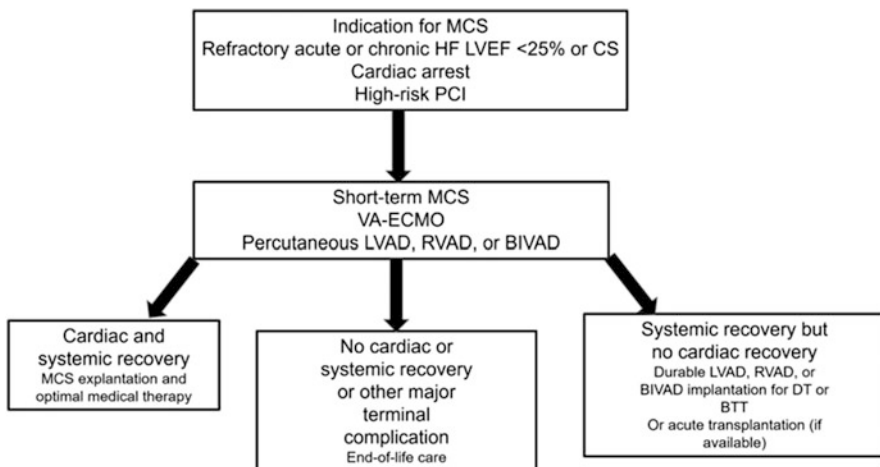 Indication for MCS
Refractory acute or chronic HF LVEF <25% or CS
Cardiac arrest
High-risk PCI
Short-term MCS
VA-ECMO
Percutaneous LVAD, RVAD, or BIVAD
Cardiac and
systemic recovery
MCS explantation and
optimal medical therapy
No cardiac or
systemic recovery
or other major
terminal
complication
End-of-life care
Systemic recovery but
no cardiac recovery
Durable LVAD, RVAD, or
BIVAD implantation for DT or
BTT
Or acute transplantation (if
available)